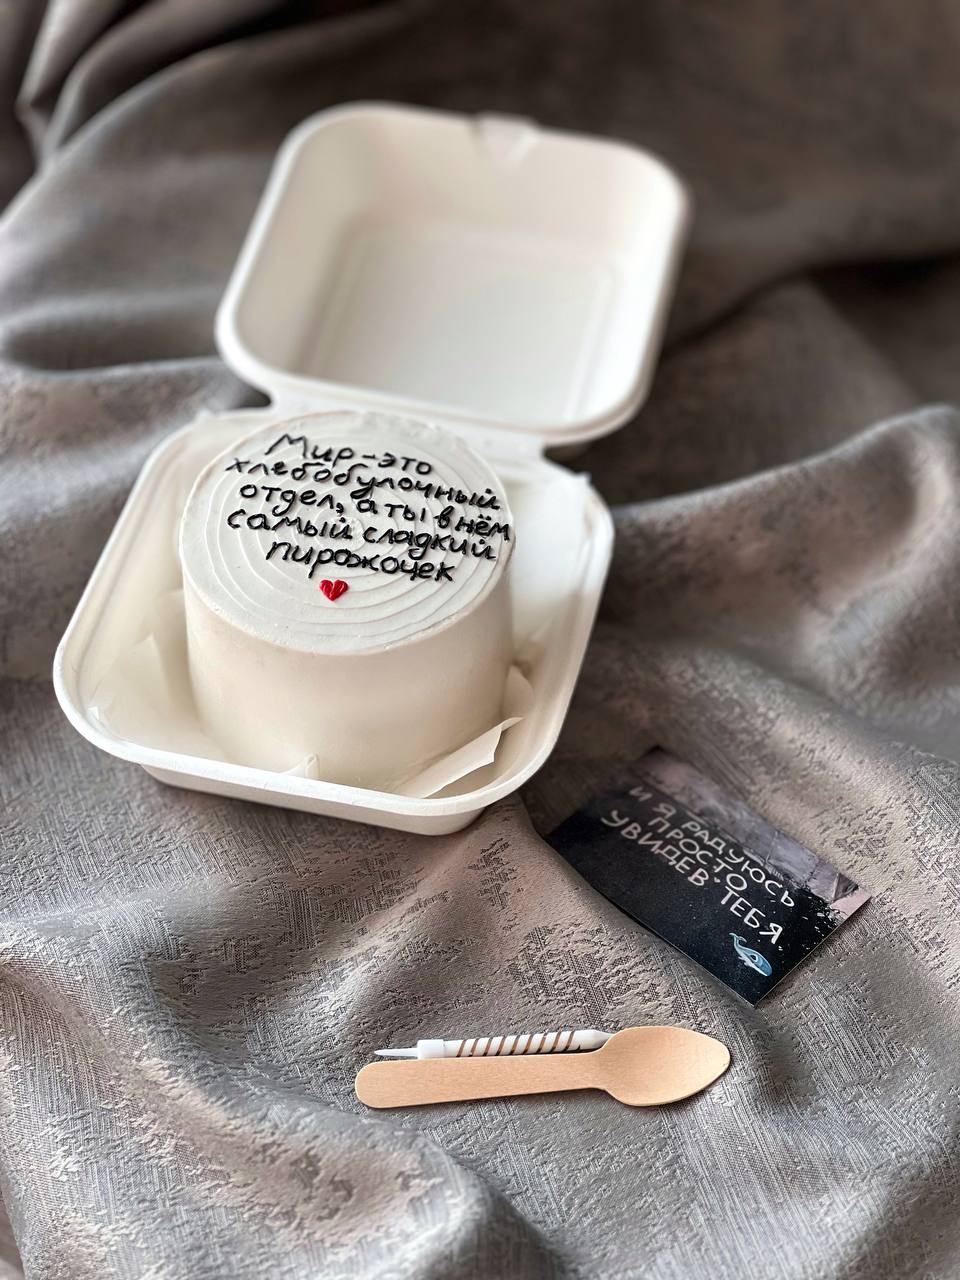 Мир-это
хлебобулочный
отдел, а ты в нём
самый сладкий
пирожочек
И Я РАДУЮСЬ
ПРОСТО
УВИДЕВ ТЕБЯ